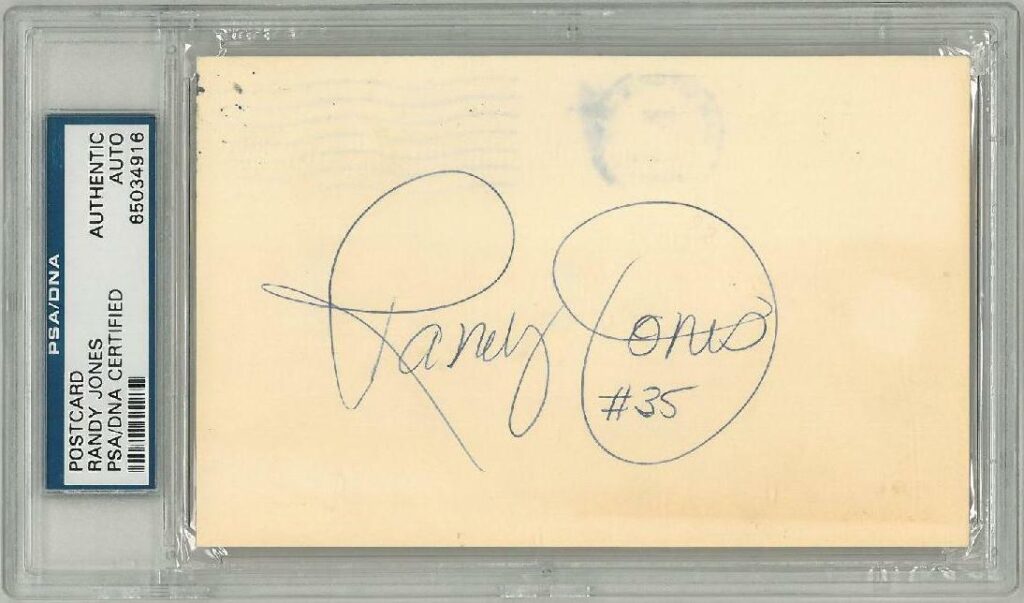 PSA/DNA
POSTCARD
RANDY JONES
PSA/DNA CERTIFIED
AUTHENTIC
AUTO
65034916
Randy Jones
#35